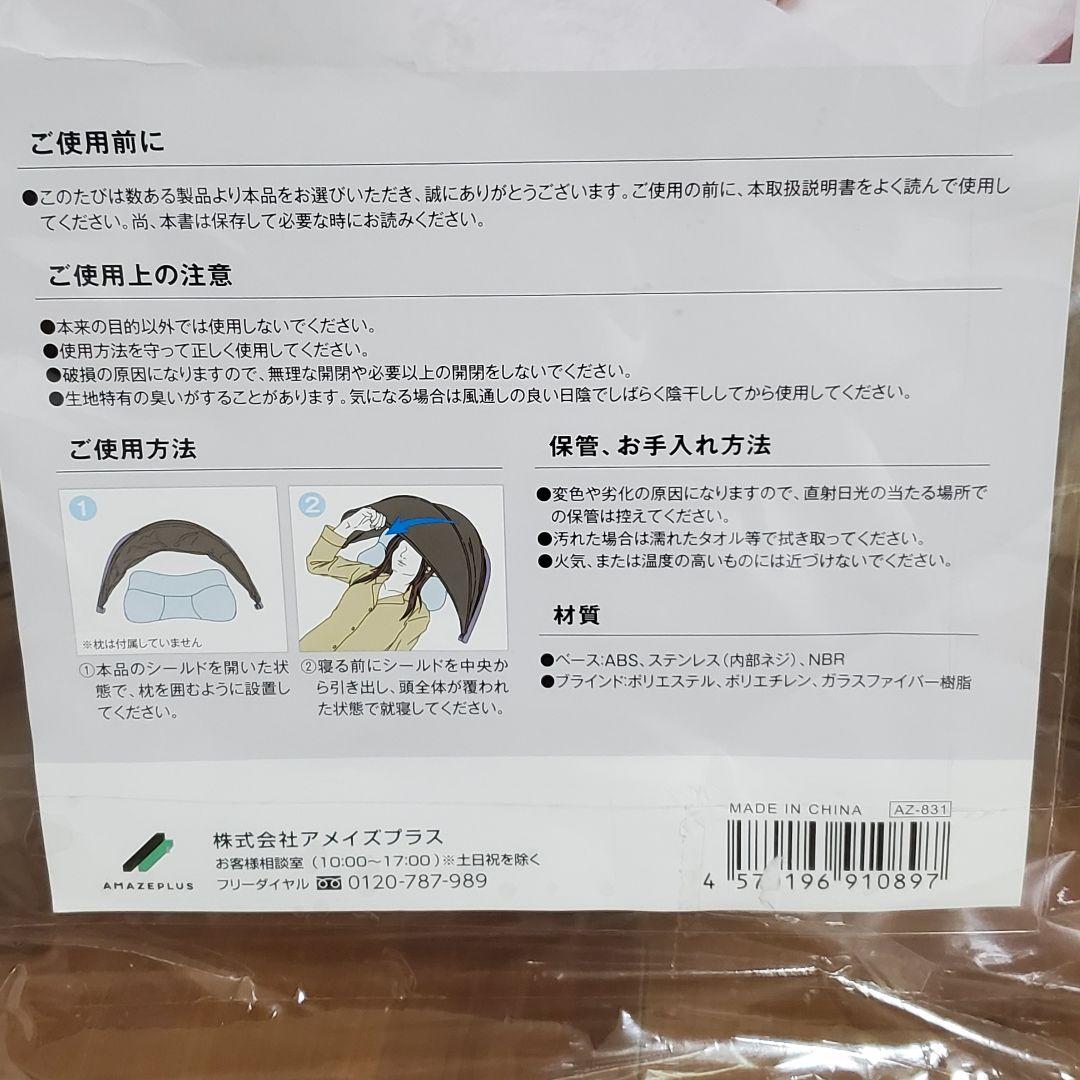 ご使用前に
●このたびは数ある製品より本品をお選びいただき、誠にありがとうございます。ご使用の前に、本取扱説明書をよく読んで使用し
てください。尚、本書は保存して必要な時にお読みください。
ご使用上の注意
●本来の目的以外では使用しないでください。
●使用方法を守って正しく使用してください。
●破損の原因になりますので、無理な開閉や必要以上の開閉をしないでください。
●生地特有の臭いがすることがあります。気になる場合は風通しの良い日陰でしばらく陰干ししてから使用してください。
ご使用方法
1
※枕は付属していません
①本品のシールドを開いた状
態で、枕を囲むように設置し
てください。
2
②寝る前にシールドを中央か
ら引き出し、頭全体が覆われ
た状態で就寝してください。
保管、お手入れ方法
●変色や劣化の原因になりますので、直射日光の当たる場所で
の保管は控えてください。
●汚れた場合は濡れたタオル等で拭き取ってください。
●火気、または温度の高いものには近づけないでください。
材質
●ベース:ABS、ステンレス(内部ネジ)、NBR
●ブラインド:ポリエステル、ポリエチレン、ガラスファイバー樹脂
AMAZEPLUS
株式会社アメイズプラス
お客様相談室(10:00〜17:00)※土日祝を除く
フリーダイヤル 0120-787-989
MADE IN CHINA AZ-831
4 571196 910897